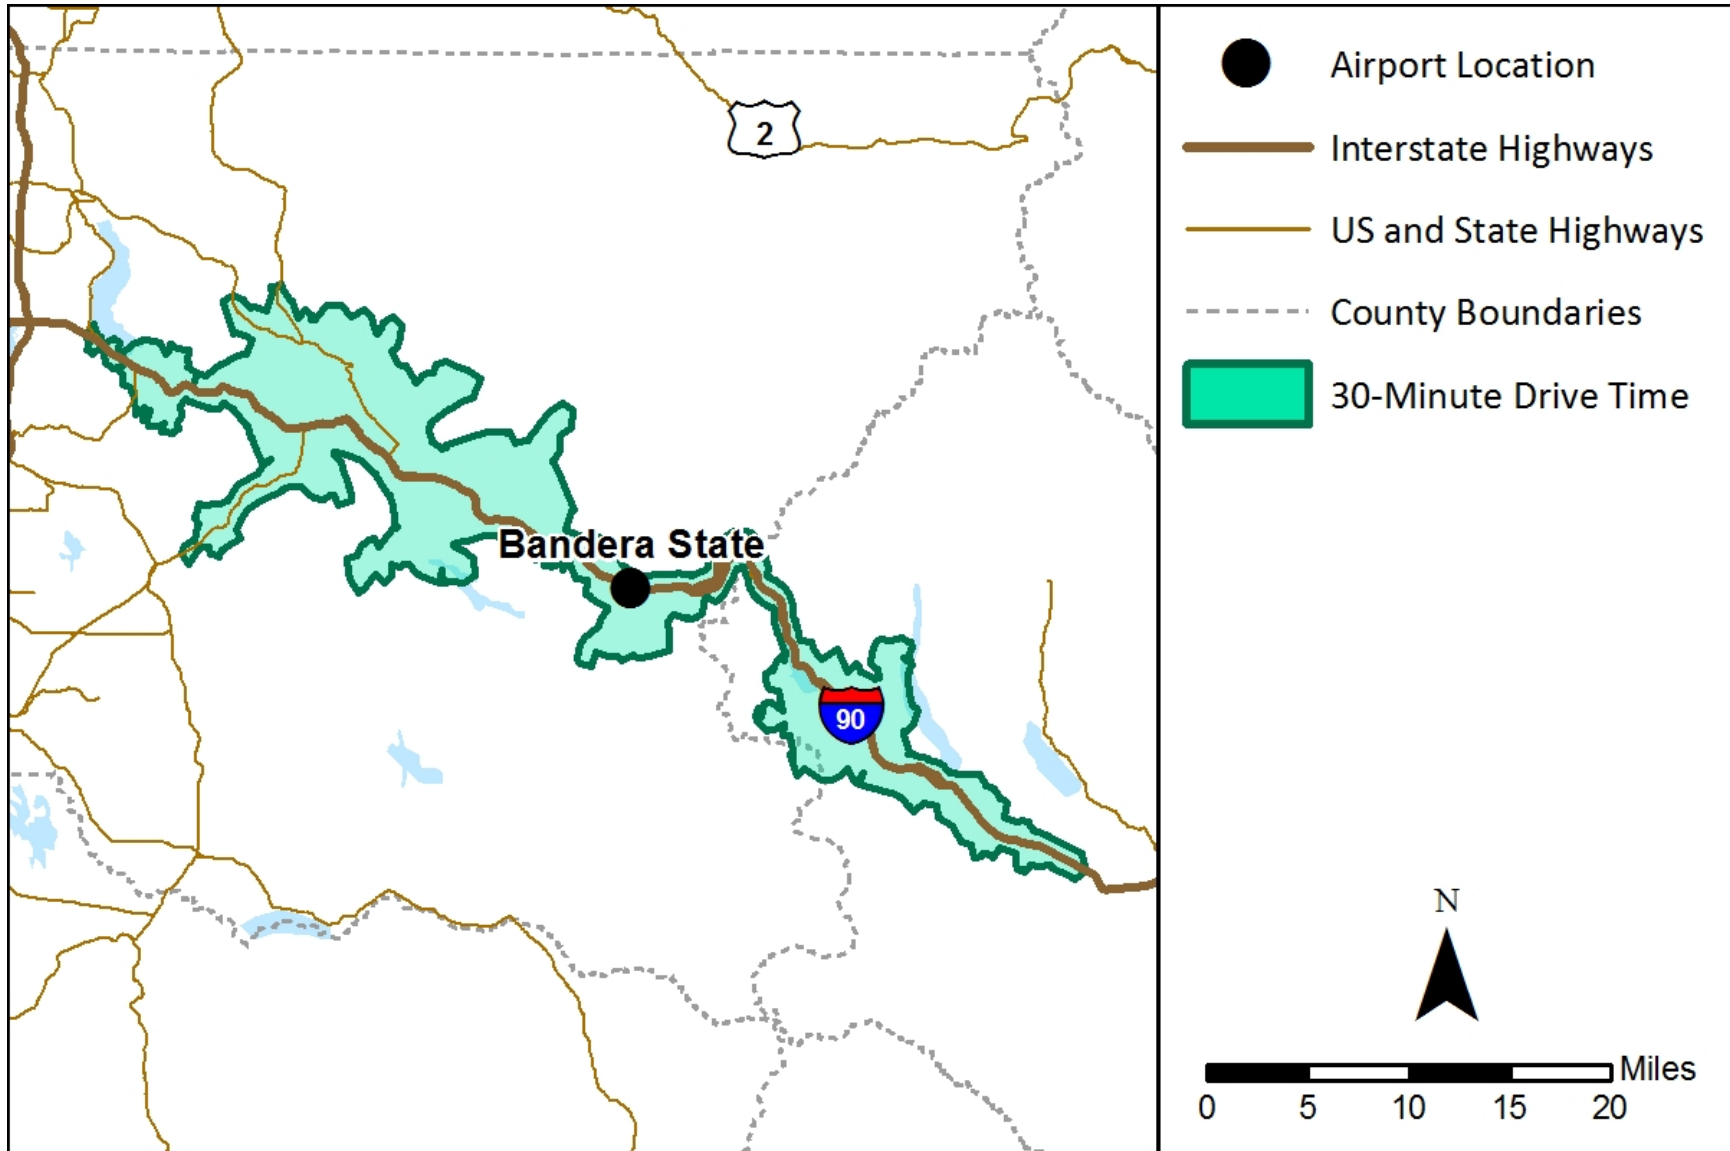 2
Bandera State
90
Airport Location
Interstate Highways
US and State Highways
County Boundaries
30-Minute Drive Time
N
Miles
0 5 10 15 20